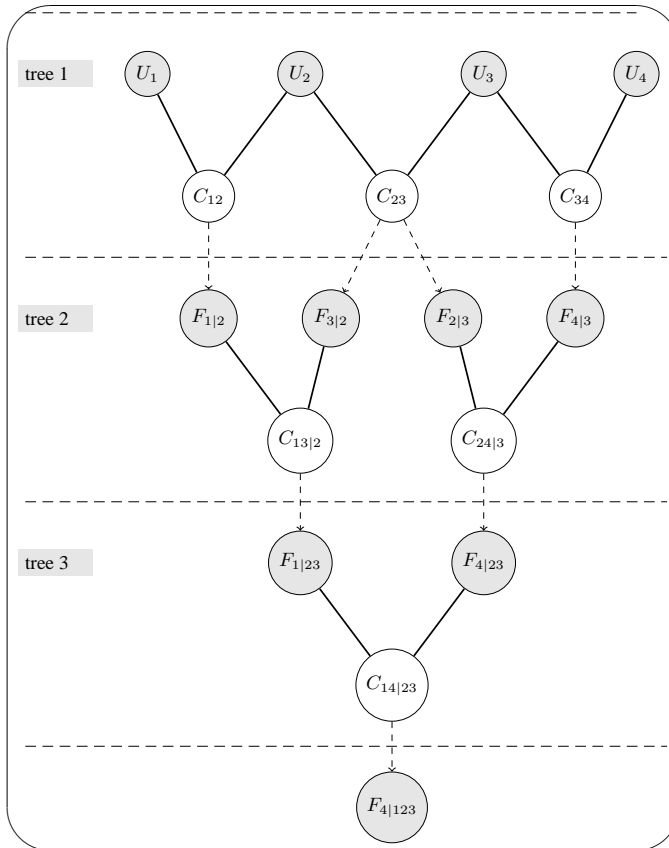 tree 1 U₁ U₂ U₃ U₄
C₁₂ C₂₃ C₃₄
tree 2 F₁|₂ F₃|₂ F₂|₃ F₄|₃
C₁₃|₂ C₂₄|₃
tree 3 F₁|₂₃ F₄|₂₃
C₁₄|₂₃
F₄|₁₂₃